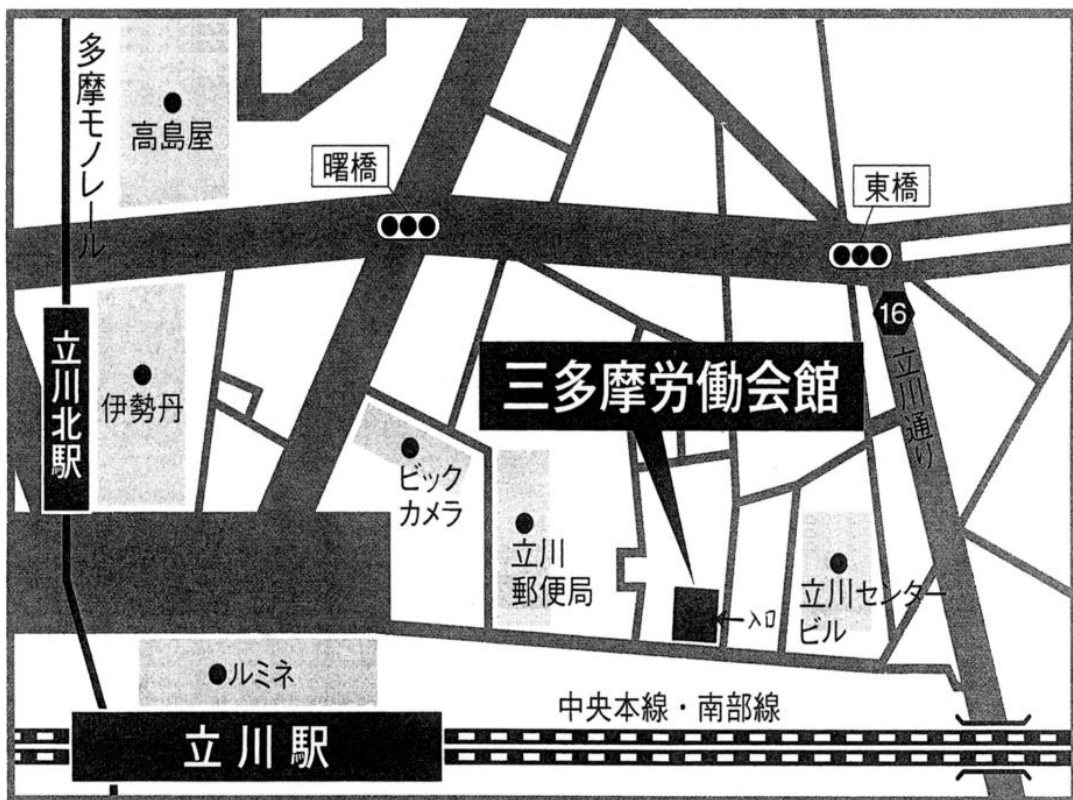 多摩モノレール
高島屋
曙橋
東橋
16
立川通り
立川北駅
伊勢丹
三多摩労働会館
ビック
カメラ
立川
郵便局
立川センター
ビル
←入口
ルミネ
中央本線・南部線
立川駅